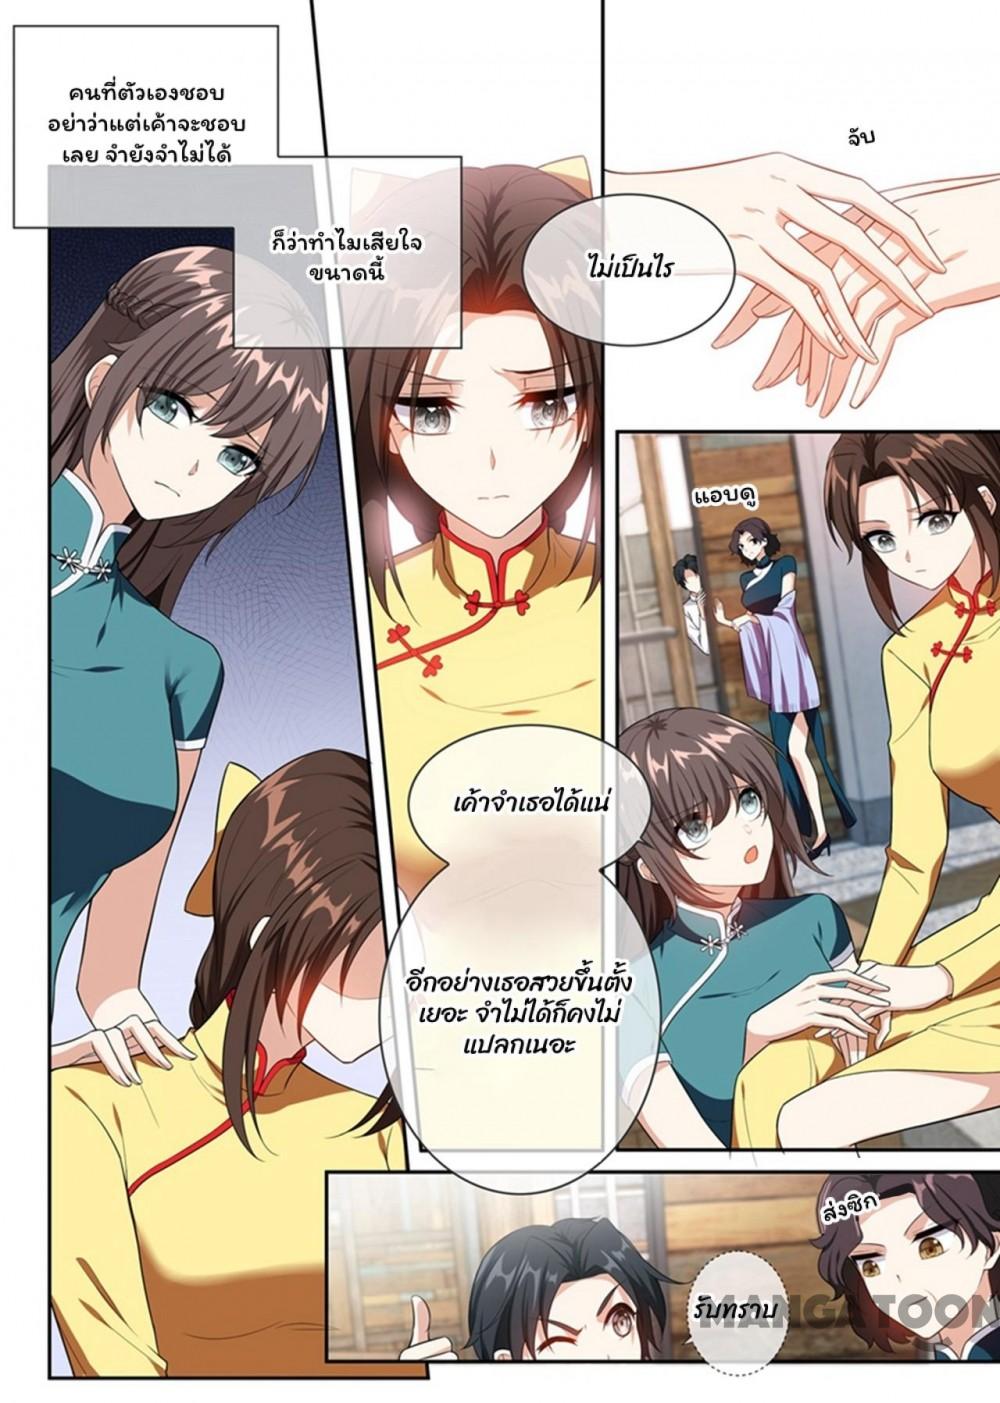 คนที่ตัวเองชอบ
อย่าว่าแต่เค้าจะชอบ
เลย จำยังจำไม่ได้
ก็ว่าทำไมเสียใจ
ขนาดนี้
จับ
ไม่เป็นไร
แอบดู
เค้าจำเธอได้แน่
อีกอย่างเธอสวยขึ้นตั้ง
เยอะ จำไม่ได้ก็คงไม่
แปลกเนอะ
ส่งซิก
รับทราบ
MANGATOON